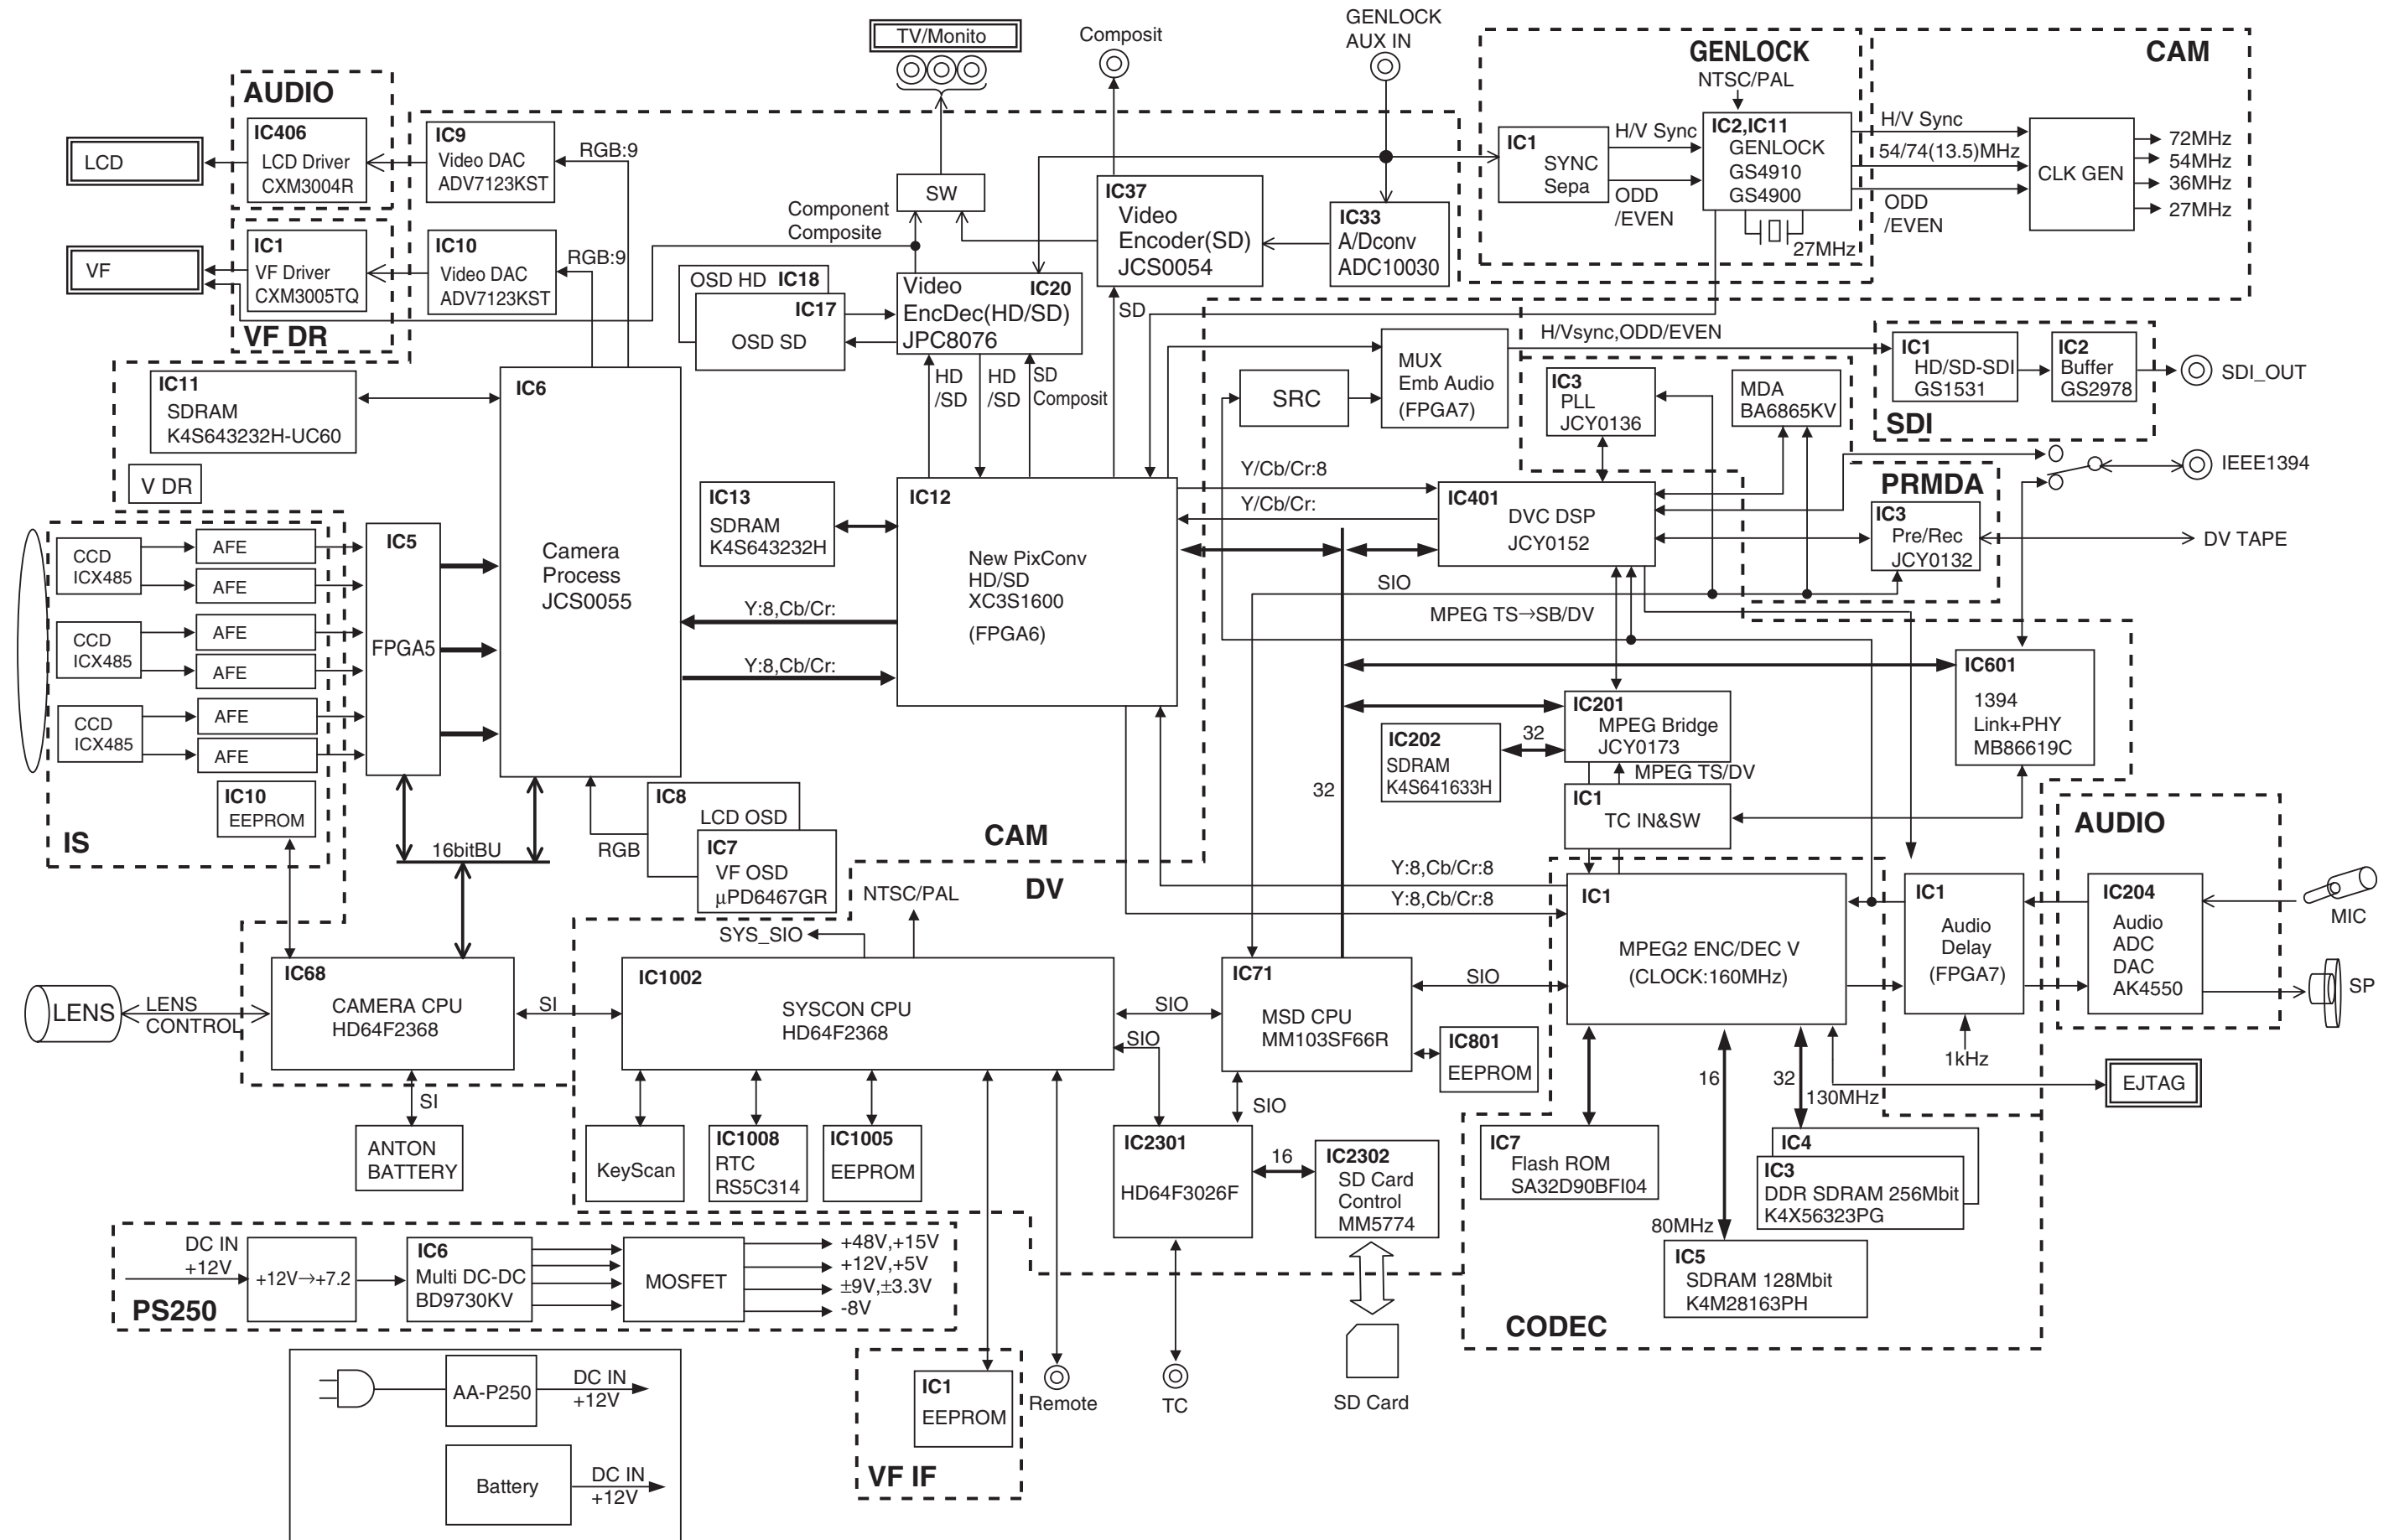 TV/Monito
Composit
GENLOCK
AUX IN
GENLOCK
NTSC/PAL
CAM
AUDIO
IC406
LCD Driver
CXM3004R
LCD
IC9
Video DAC
ADV7123KST
RGB:9
VF
IC1
VF Driver
CXM3005TQ
VF DR
IC10
Video DAC
ADV7123KST
RGB:9
SW
Component
Composite
IC37
Video
Encoder(SD)
JCS0054
IC33
A/Dconv
ADC10030
IC1
SYNC
Sepa
H/V Sync
ODD
/EVEN
IC2,IC11
GENLOCK
GS4910
GS4900
27MHz
H/V Sync
54/74(13.5)MHz
ODD
/EVEN
CLK GEN
72MHz
54MHz
36MHz
27MHz
OSD HD IC18
IC17
OSD SD
Video IC20
EncDec(HD/SD)
JPC8076
SD
HD
/SD
HD
/SD
SD
Composit
H/Vsync,ODD/EVEN
MUX
Emb Audio
(FPGA7)
SRC
IC3
PLL
JCY0136
MDA
BA6865KV
IC1
HD/SD-SDI
GS1531
IC2
Buffer
GS2978
SDI
SDI_OUT
IEEE1394
IC11
SDRAM
K4S643232H-UC60
V DR
IC6
Camera
Process
JCS0055
IC13
SDRAM
K4S643232H
IC12
New PixConv
HD/SD
XC3S1600
(FPGA6)
Y/Cb/Cr:8
Y/Cb/Cr:
IC401
DVC DSP
JCY0152
PRMDA
IC3
Pre/Rec
JCY0132
DV TAPE
CCD
ICX485
AFE
AFE
CCD
ICX485
AFE
AFE
CCD
ICX485
AFE
AFE
IC5
FPGA5
Y:8,Cb/Cr:
Y:8,Cb/Cr:
SIO
MPEG TS→SB/DV
IC601
1394
Link+PHY
MB86619C
IC201
MPEG Bridge
JCY0173
IC202
SDRAM
K4S641633H
32
MPEG TS/DV
IC1
TC IN&SW
32
IC10
EEPROM
IS
16bitBU
RGB
IC8
LCD OSD
IC7
VF OSD
µPD6467GR
CAM
DV
NTSC/PAL
SYS_SIO
Y:8,Cb/Cr:8
Y:8,Cb/Cr:8
IC1
MPEG2 ENC/DEC V
(CLOCK:160MHz)
IC1
Audio
Delay
(FPGA7)
1kHz
AUDIO
IC204
Audio
ADC
DAC
AK4550
MIC
SP
LENS
LENS
CONTROL
IC68
CAMERA CPU
HD64F2368
SI
IC1002
SYSCON CPU
HD64F2368
SIO
SIO
IC71
MSD CPU
MM103SF66R
SIO
IC801
EEPROM
SIO
16
32
130MHz
EJTAG
SI
ANTON
BATTERY
KeyScan
IC1008
RTC
RS5C314
IC1005
EEPROM
IC2301
HD64F3026F
16
IC2302
SD Card
Control
MM5774
IC7
Flash ROM
SA32D90BFI04
IC4
IC3
DDR SDRAM 256Mbit
K4X56323PG
80MHz
IC5
SDRAM 128Mbit
K4M28163PH
CODEC
DC IN
+12V
+12V→+7.2
IC6
Multi DC-DC
BD9730KV
MOSFET
+48V,+15V
+12V,+5V
±9V,±3.3V
-8V
PS250
AA-P250
DC IN
+12V
Battery
DC IN
+12V
IC1
EEPROM
VF IF
Remote
TC
SD Card